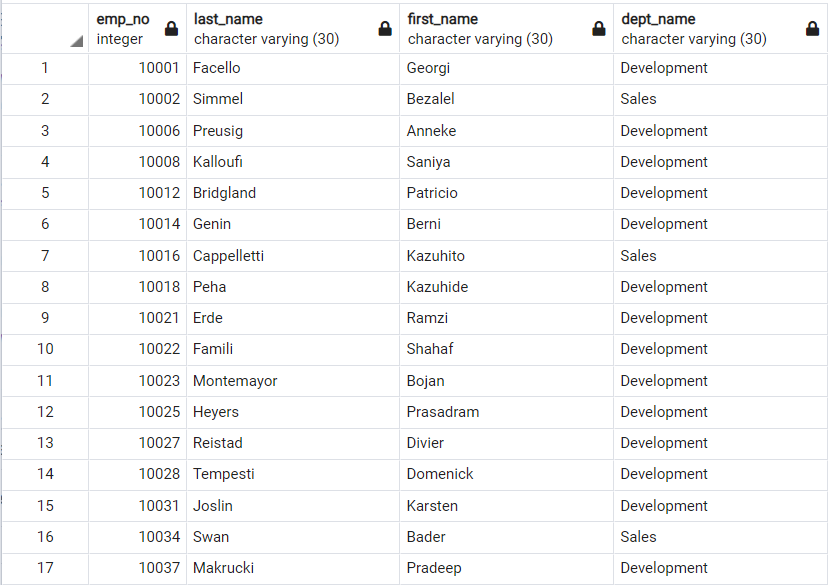 emp_no last_name first_name dept_name
integer character varying (30) character varying (30) character varying (30)
1 10001 Facello Georgi Development
2 10002 Simmel Bezalel Sales
3 10006 Preusig Anneke Development
4 10008 Kalloufi Saniya Development
5 10012 Bridgland Patricio Development
6 10014 Genin Berni Development
7 10016 Cappelletti Kazuhito Sales
8 10018 Peha Kazuhide Development
9 10021 Erde Ramzi Development
10 10022 Famili Shahaf Development
11 10023 Montemayor Bojan Development
12 10025 Heyers Prasadram Development
13 10027 Reistad Divier Development
14 10028 Tempesti Domenick Development
15 10031 Joslin Karsten Development
16 10034 Swan Bader Sales
17 10037 Makrucki Pradeep Development